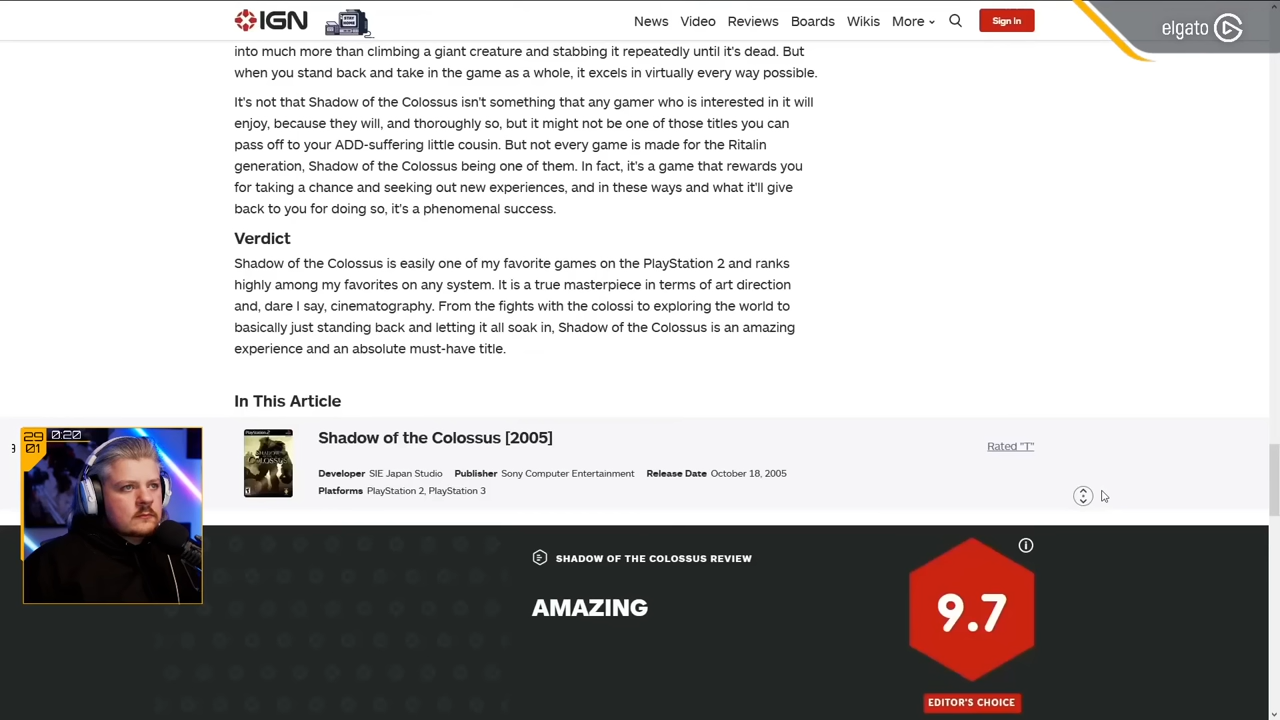 IGN
News Video Reviews Boards Wikis More
Sign In
elgato
into much more than climbing a giant creature and stabbing it repeatedly until it's dead. But
when you stand back and take in the game as a whole, it excels in virtually every way possible.
It's not that Shadow of the Colossus isn't something that any gamer who is interested in it will
enjoy, because they will, and thoroughly so, but it might not be one of those titles you can
pass off to your ADD-suffering little cousin. But not every game is made for the Ritalin
generation, Shadow of the Colossus being one of them. In fact, it's a game that rewards you
for taking a chance and seeking out new experiences, and in these ways and what it'll give
back to you for doing so, it's a phenomenal success.
Verdict
Shadow of the Colossus is easily one of my favorite games on the PlayStation 2 and ranks
highly among my favorites on any system. It is a true masterpiece in terms of art direction
and, dare I say, cinematography. From the fights with the colossi to exploring the world to
basically just standing back and letting it all soak in, Shadow of the Colossus is an amazing
experience and an absolute must-have title.
In This Article
29
01
0:20
Shadow of the Colossus [2005]
Rated "T"
Developer SIE Japan Studio Publisher Sony Computer Entertainment Release Date October 18, 2005
Platforms PlayStation 2, PlayStation 3
SHADOW OF THE COLOSSUS REVIEW
AMAZING
9.7
EDITOR'S CHOICE